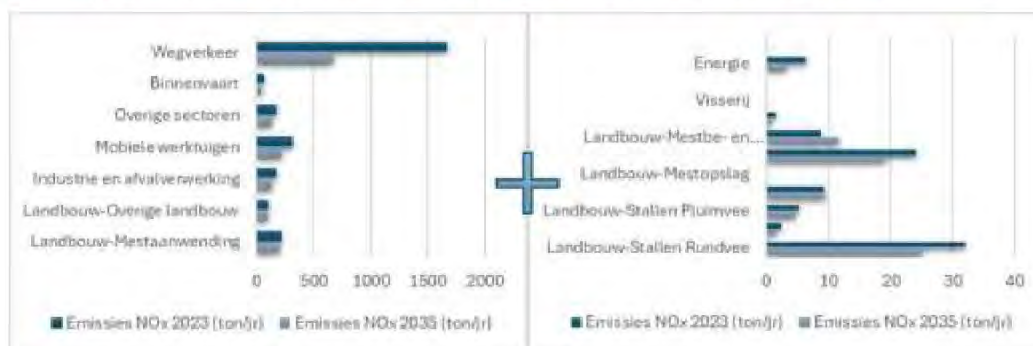 Wegverkeer
Binnenvaart
Overige sectoren
Mobiele werktuigen
Industrie en afvalverwerking
Landbouw-Overige landbouw
Landbouw-Mestaanwending
0 500 1000 1500 2000
Emissies NOx 2023 (ton/jr) Emissies NOx 2035 (ton/jr)
Energie
Visserij
Landbouw-Mestbe- en...
Landbouw-Mestopslag
Landbouw-Stallen Pluimvee
Landbouw-Stallen Rundvee
0 10 20 30 40
Emissies NOx 2023 (ton/jr) Emissies NOx 2035 (ton/jr)